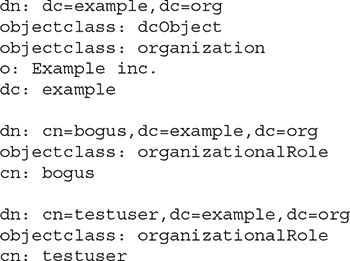 dn: dc=example,dc=org
objectclass: dcObject
objectclass: organization
o: Example inc.
dc: example
dn: cn=bogus,dc=example,dc=org
objectclass: organizationalRole
cn: bogus
dn: cn=testuser,dc=example,dc=org
objectclass: organizationalRole
cn: testuser